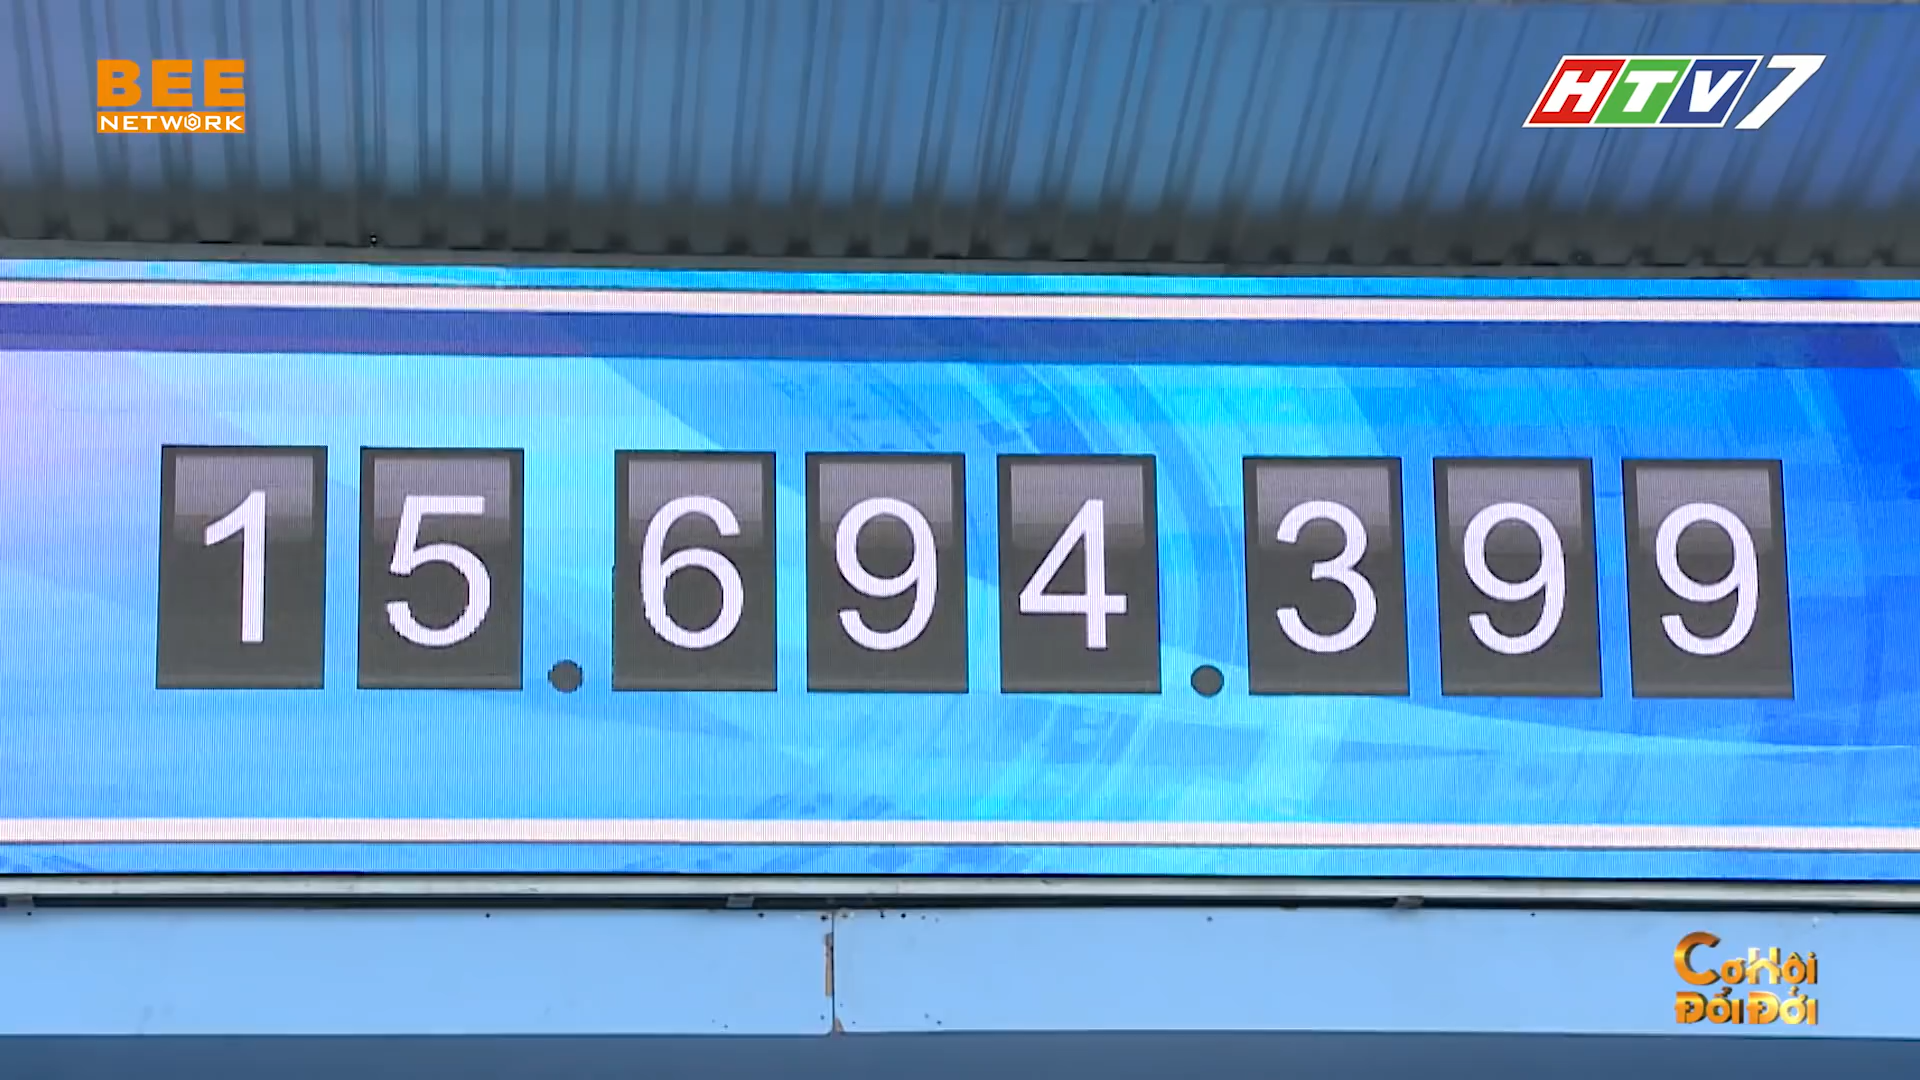 BEE
NETWORK
HTV7
15.694.399
Cơ Hội
Đổi Đời